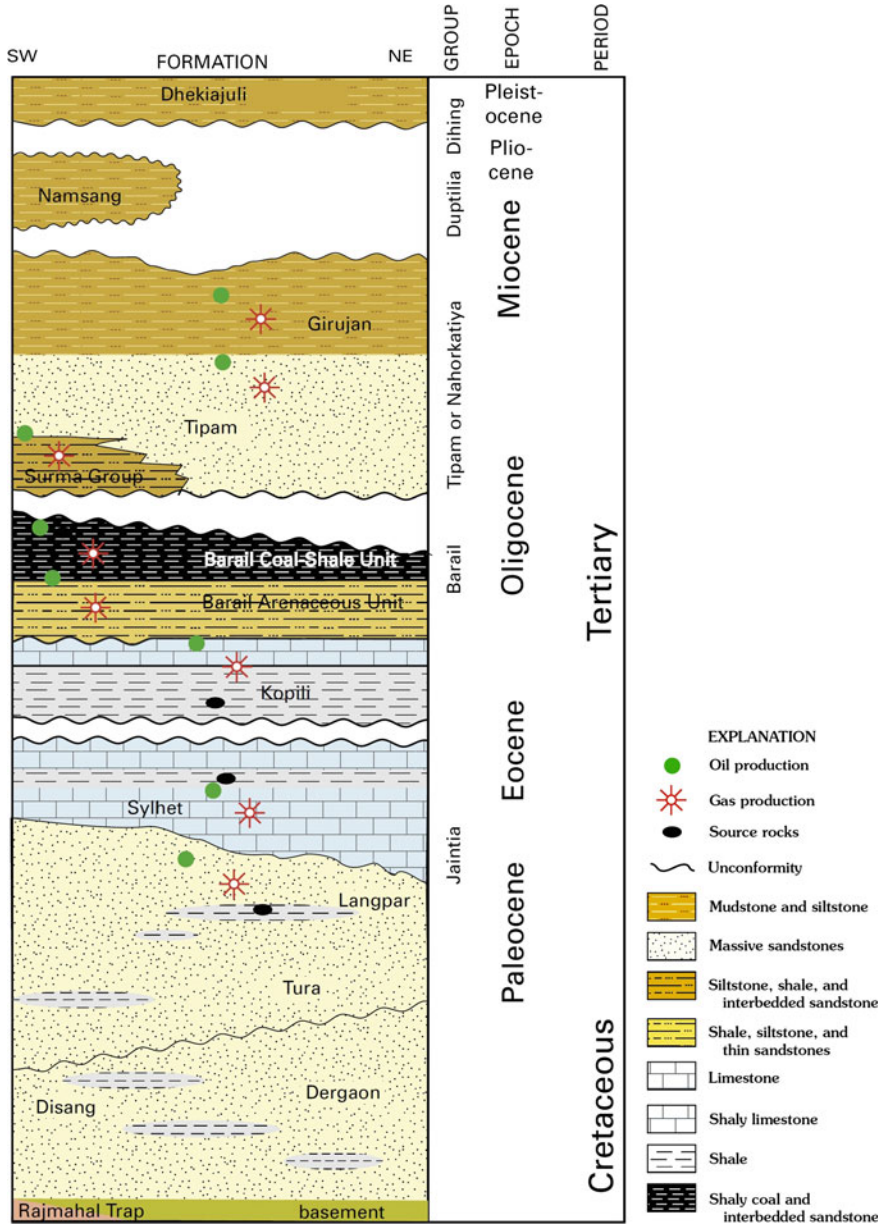 SW
FORMATION
NE
GROUP
EPOCH
PERIOD
Dhekiajuli
Namsang
Girujan
Tipam
Surma Group
Barail Coal-Shale Unit
Barail Arenaceous Unit
Kopili
Sylhet
Langpar
Tura
Disang
Dergaon
Rajmahal Trap
basement
Dihing
Duptilia
Tipam or Nahorkatiya
Barail
Jaintia
Pleist-
ocene
Plio-
cene
Miocene
Oligocene
Eocene
Paleocene
Tertiary
Cretaceous
EXPLANATION
Oil production
Gas production
Source rocks
Unconformity
Mudstone and siltstone
Massive sandstones
Siltstone, shale, and
interbedded sandstone
Shale, siltstone, and
thin sandstones
Limestone
Shaly limestone
Shale
Shaly coal and
interbedded sandstone